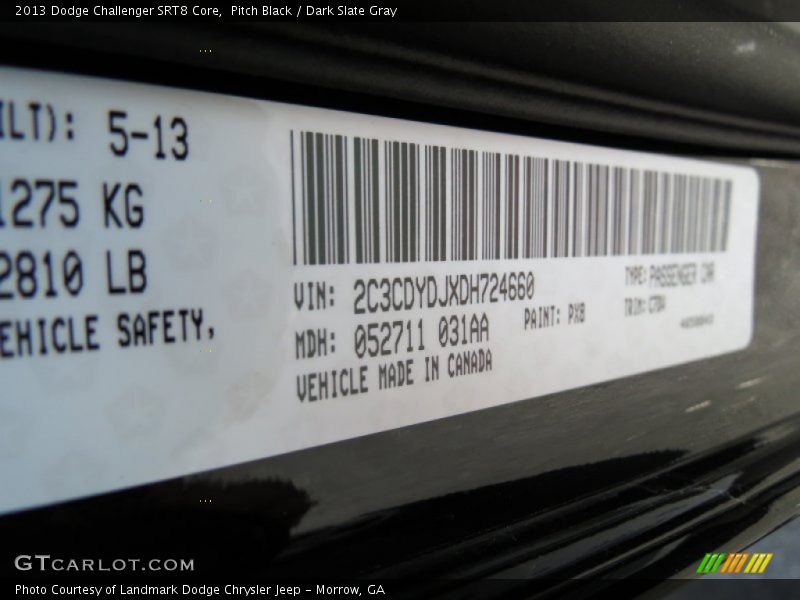 2013 Dodge Challenger SRT8 Core,  Pitch Black / Dark Slate Gray
ILT): 5-13
1275 KG
2810 LB
EHICLE SAFETY,
VIN: 2C3CDYDJXDH724660
MDH: 052711 031AA
PAINT: PX8
VEHICLE MADE IN CANADA
TYPE: PASSENGER CAR
TRIM:
GTCARLOT.COM
Photo Courtesy of Landmark Dodge Chrysler Jeep – Morrow, GA